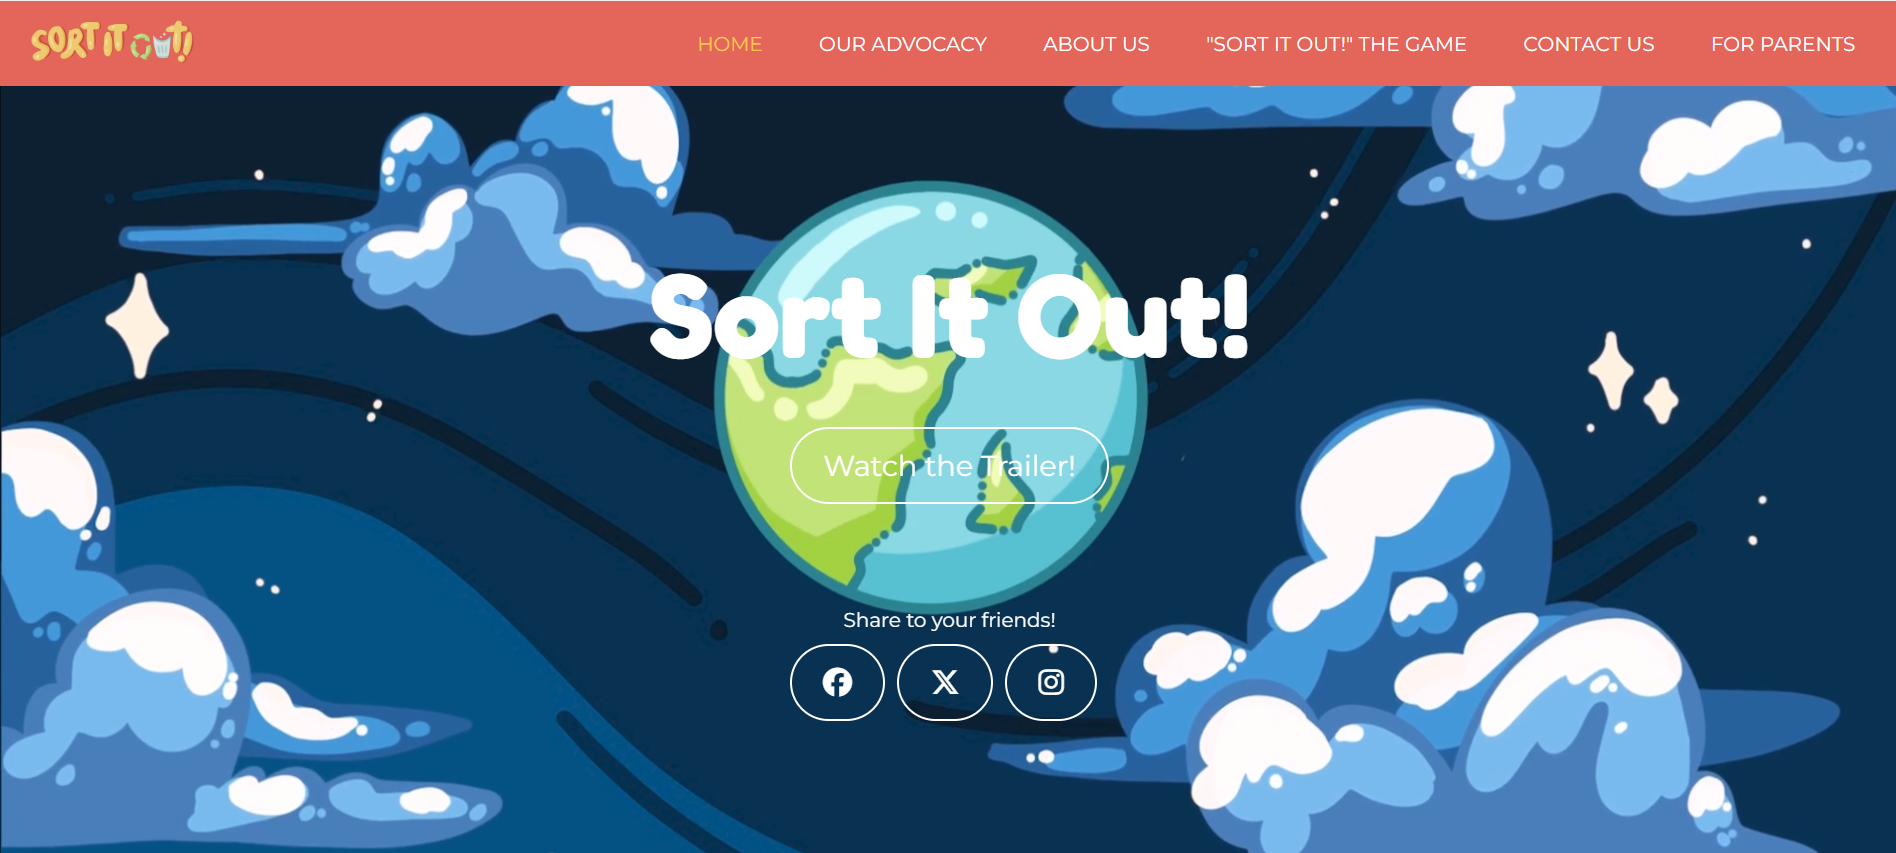 SORT IT OUT!
HOME
OUR ADVOCACY
ABOUT US
"SORT IT OUT!" THE GAME
CONTACT US
FOR PARENTS
Sort It Out!
Watch the Trailer!
Share to your friends!